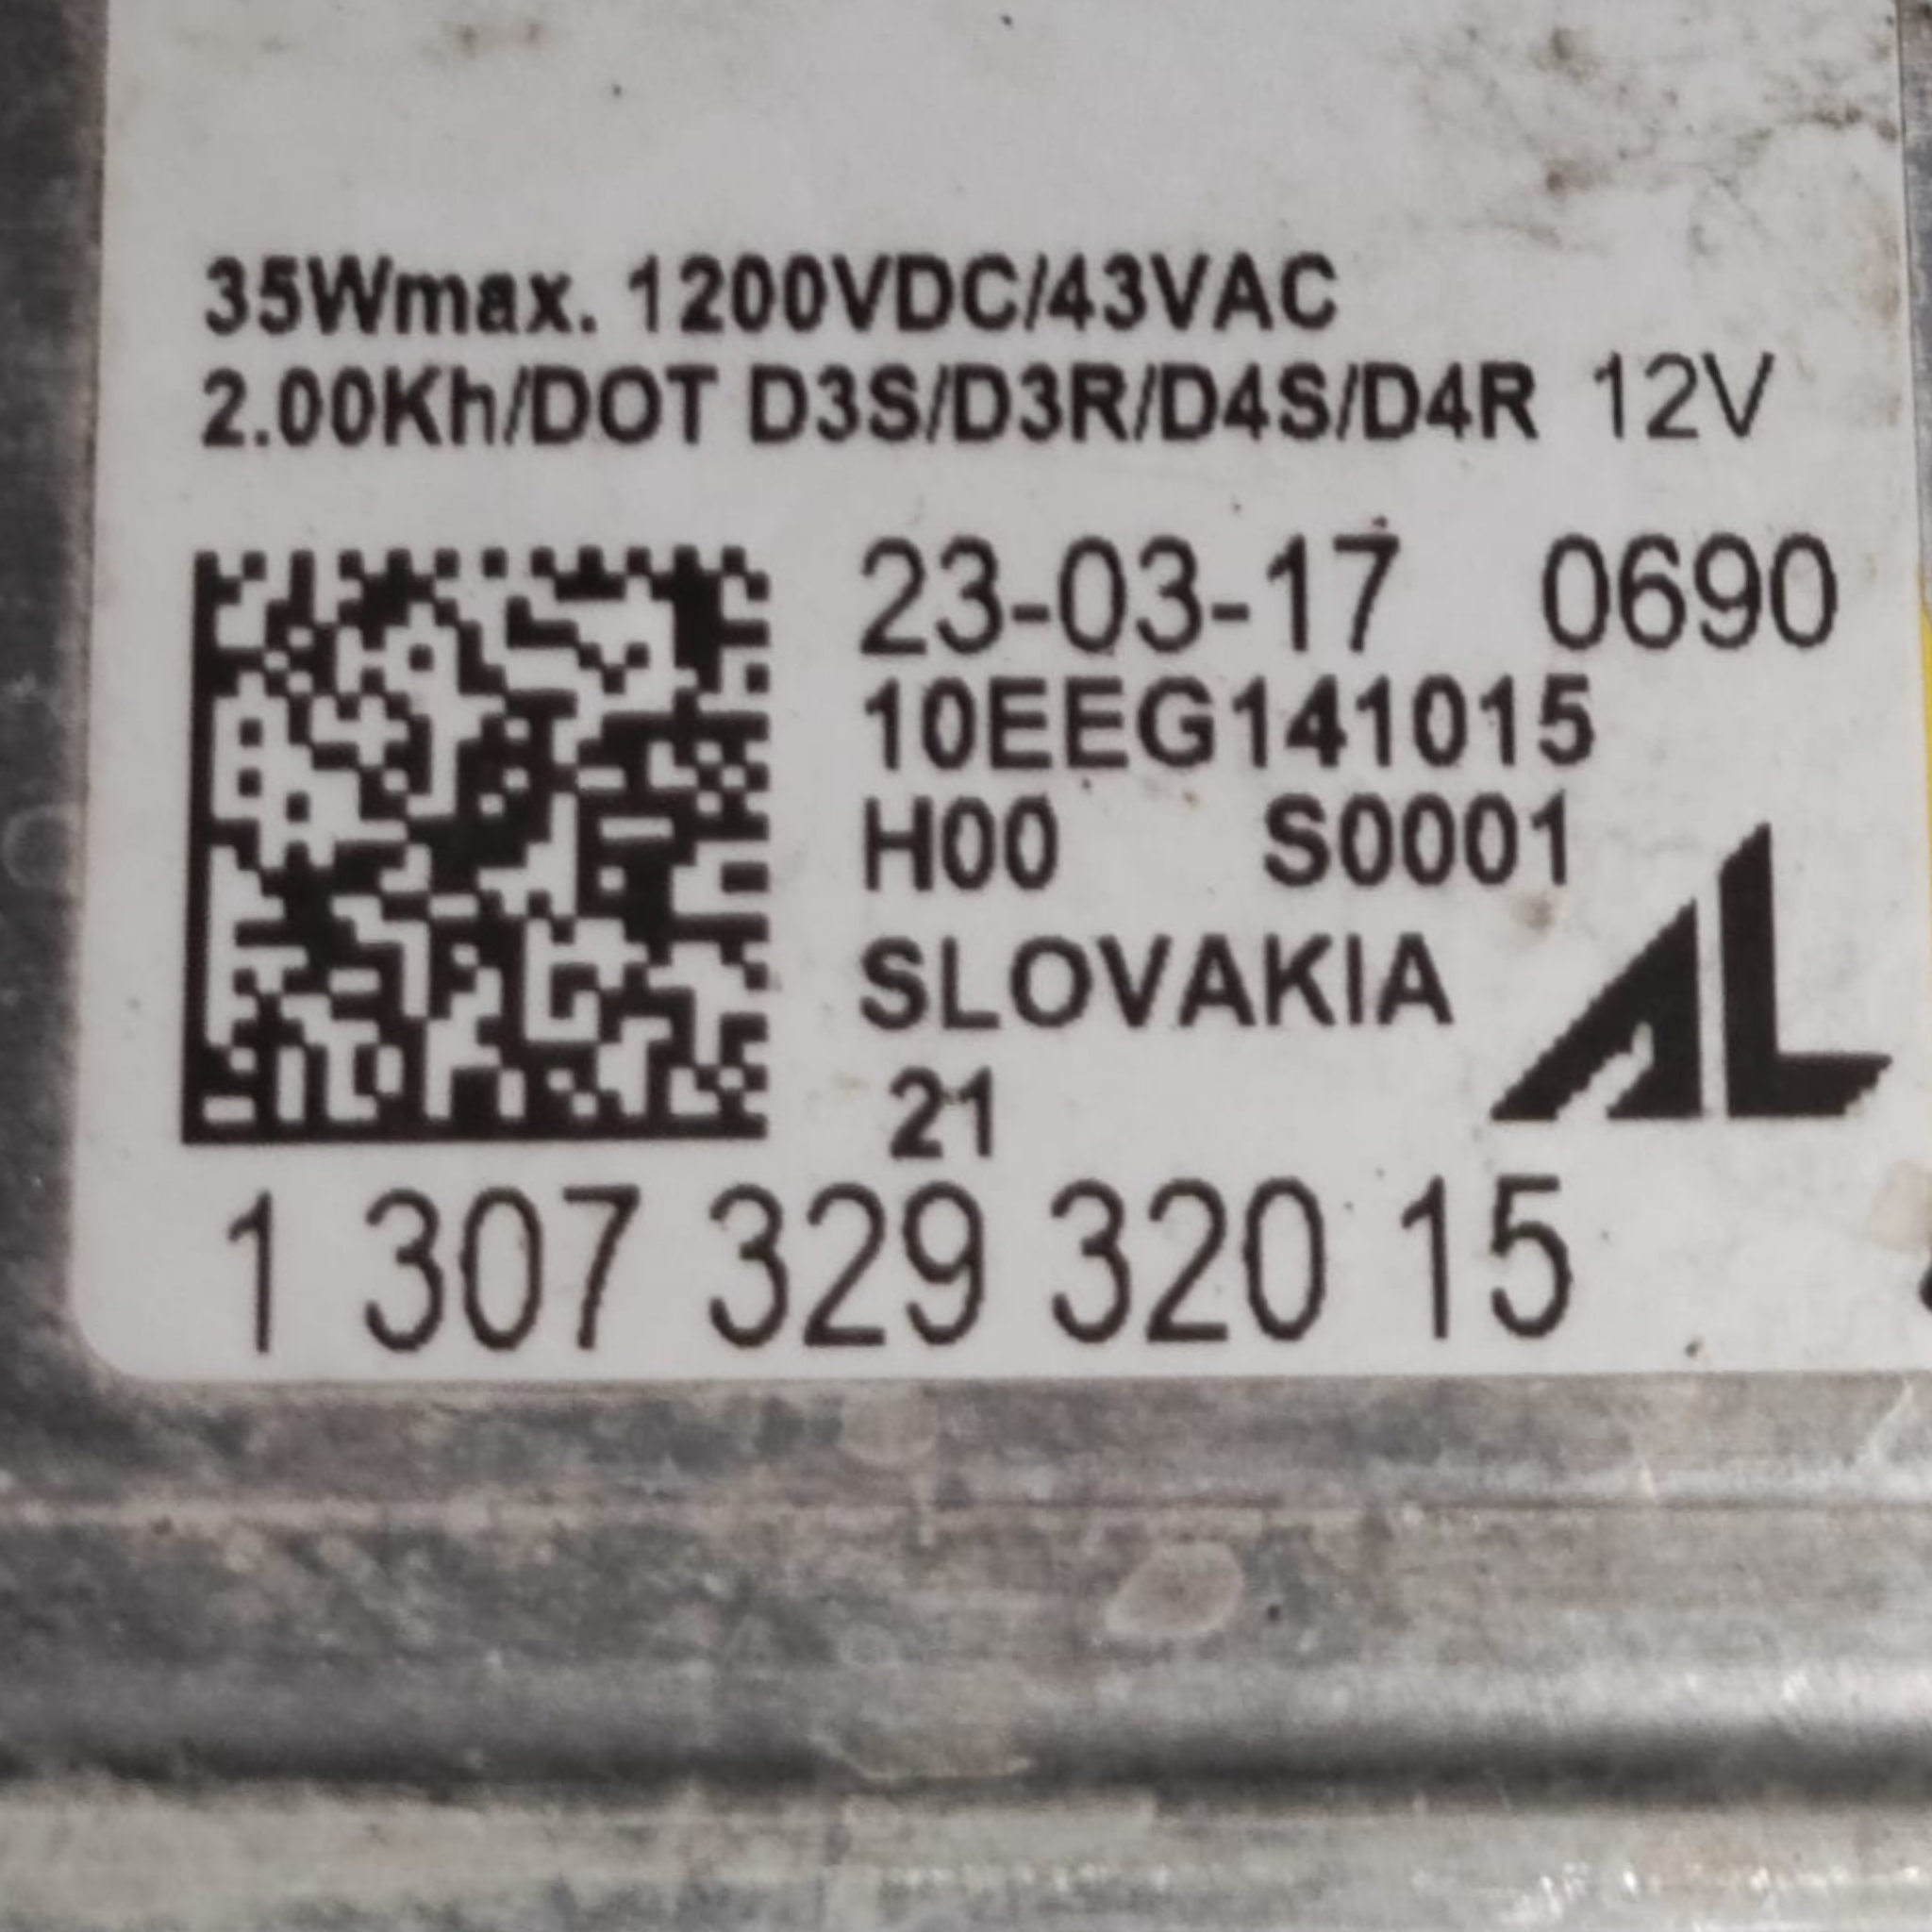 35Wmax. 1200VDC/43VAC
2.00Kh/DOT D3S/D3R/D4S/D4R 12V
23-03-17 0690
10EEG141015
H00 S0001
SLOVAKIA
AL
21
1 307 329 320 15